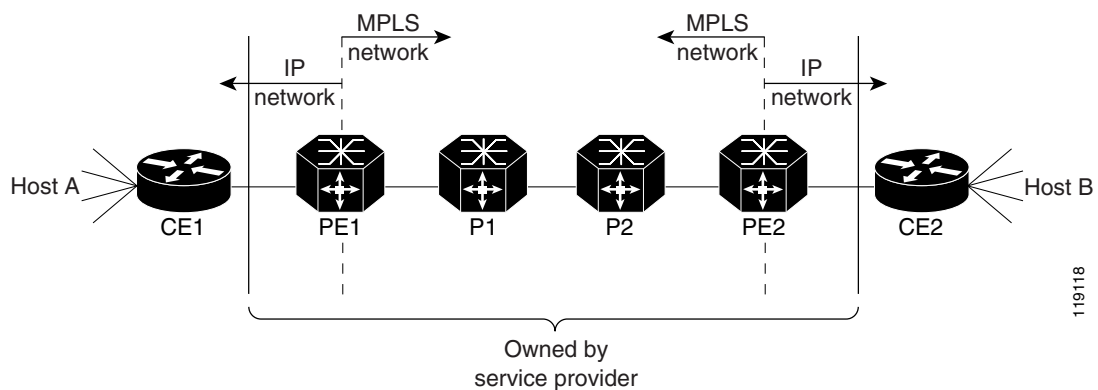 MPLS
network
MPLS
network
IP
network
IP
network
Host A
Host B
CE1
PE1
P1
P2
PE2
CE2
119118
Owned by
service provider